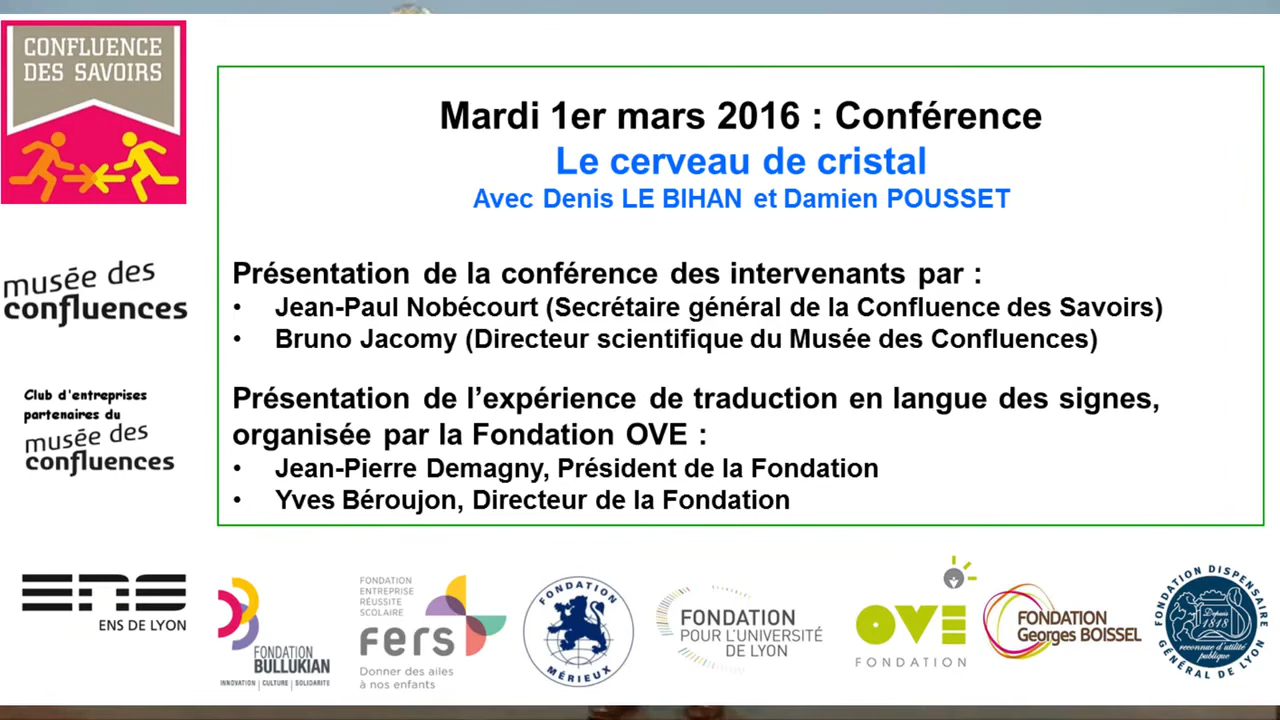 CONFLUENCE
DES SAVOIRS
Mardi 1er mars 2016 : Conférence
Le cerveau de cristal
Avec Denis LE BIHAN et Damien POUSSET
musée des
confluences
Présentation de la conférence des intervenants par :
• Jean-Paul Nobécourt (Secrétaire général de la Confluence des Savoirs)
• Bruno Jacomy (Directeur scientifique du Musée des Confluences)
Club d'entreprises
partenaires du
musée des
confluences
Présentation de l’expérience de traduction en langue des signes,
organisée par la Fondation OVE :
• Jean-Pierre Demagny, Président de la Fondation
• Yves Béroujon, Directeur de la Fondation
ENS
ENS DE LYON
FONDATION
BULLUKIAN
INNOVATION | CULTURE | SOLIDARITE
FONDATION
ENTREPRISE
RÉUSSITE
SCOLAIRE
fers
Donner des ailes
à nos enfants
FONDATION
MÉRIEUX
FONDATION
POUR L'UNIVERSITÉ
DE LYON
OVE
FONDATION
FONDATION
Georges BOISSEL
FONDATION DISPENSAIRE
GÉNÉRAL DE LYON
Depuis
1818
reconnue d'utilité
publique